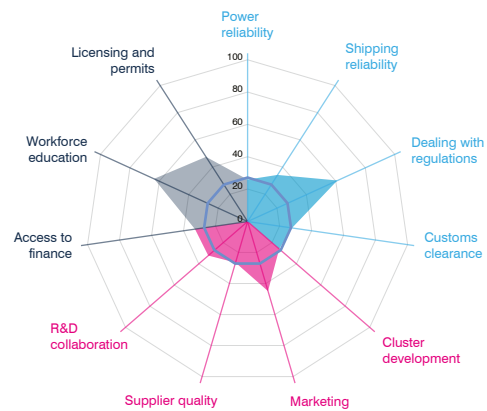 Power
reliability
Shipping
reliability
Licensing and
permits
100
80
60
40
20
0
Workforce
education
Dealing with
regulations
Access to
finance
Customs
clearance
R&D
collaboration
Cluster
development
Supplier quality
Marketing